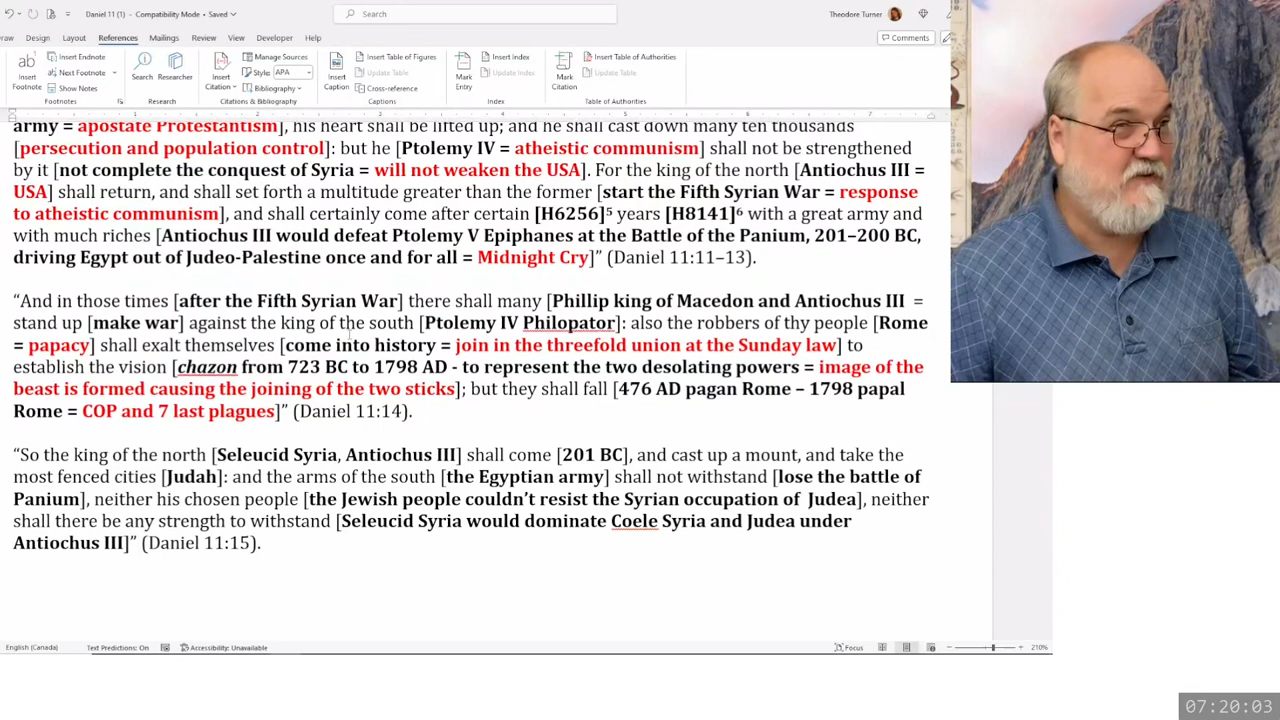 Daniel 11 (1) - Compatibility Mode - Saved
Search
Theodore Turner
raw Design Layout References Mailings Review View Developer Help
Comments
ab
Insert Footnote
Insert Endnote
Next Footnote
Show Notes
Footnotes
Search
Researcher
Research
Insert Citation
Manage Sources
Style: APA
Bibliography
Citations & Bibliography
Insert Caption
Insert Table of Figures
Update Table
Cross-reference
Captions
Mark Entry
Insert Index
Update Index
Index
Mark Citation
Insert Table of Authorities
Update Table
Table of Authorities
1 2 3 4 5 6 7
army = apostate Protestantism], his heart shall be lifted up; and he shall cast down many ten thousands
[persecution and population control]: but he [Ptolemy IV = atheistic communism] shall not be strengthened
by it [not complete the conquest of Syria = will not weaken the USA]. For the king of the north [Antiochus III =
USA] shall return, and shall set forth a multitude greater than the former [start the Fifth Syrian War = response
to atheistic communism], and shall certainly come after certain [H6256]5 years [H8141]6 with a great army and
with much riches [Antiochus III would defeat Ptolemy V Epiphanes at the Battle of the Panium, 201–200 BC,
driving Egypt out of Judeo-Palestine once and for all = Midnight Cry]” (Daniel 11:11–13).
“And in those times [after the Fifth Syrian War] there shall many [Phillip king of Macedon and Antiochus III =
stand up [make war] against the king of the south [Ptolemy IV Philopator]: also the robbers of thy people [Rome
= papacy] shall exalt themselves [come into history = join in the threefold union at the Sunday law] to
establish the vision [chazon from 723 BC to 1798 AD - to represent the two desolating powers = image of the
beast is formed causing the joining of the two sticks]; but they shall fall [476 AD pagan Rome – 1798 papal
Rome = COP and 7 last plagues]” (Daniel 11:14).
“So the king of the north [Seleucid Syria, Antiochus III] shall come [201 BC], and cast up a mount, and take the
most fenced cities [Judah]: and the arms of the south [the Egyptian army] shall not withstand [lose the battle of
Panium], neither his chosen people [the Jewish people couldn’t resist the Syrian occupation of Judea], neither
shall there be any strength to withstand [Seleucid Syria would dominate Coele Syria and Judea under
Antiochus III]” (Daniel 11:15).
English (Canada) Text Predictions: On Accessibility: Unavailable Focus 210%
07:20:03